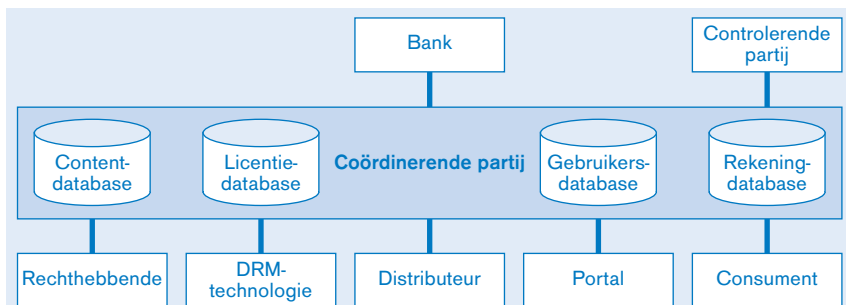 Bank
Controlerende
partij
Content-
database
Licentie-
database
Coördinerende partij
Gebruikers-
database
Rekening-
database
Rechthebbende
DRM-
technologie
Distributeur
Portal
Consument